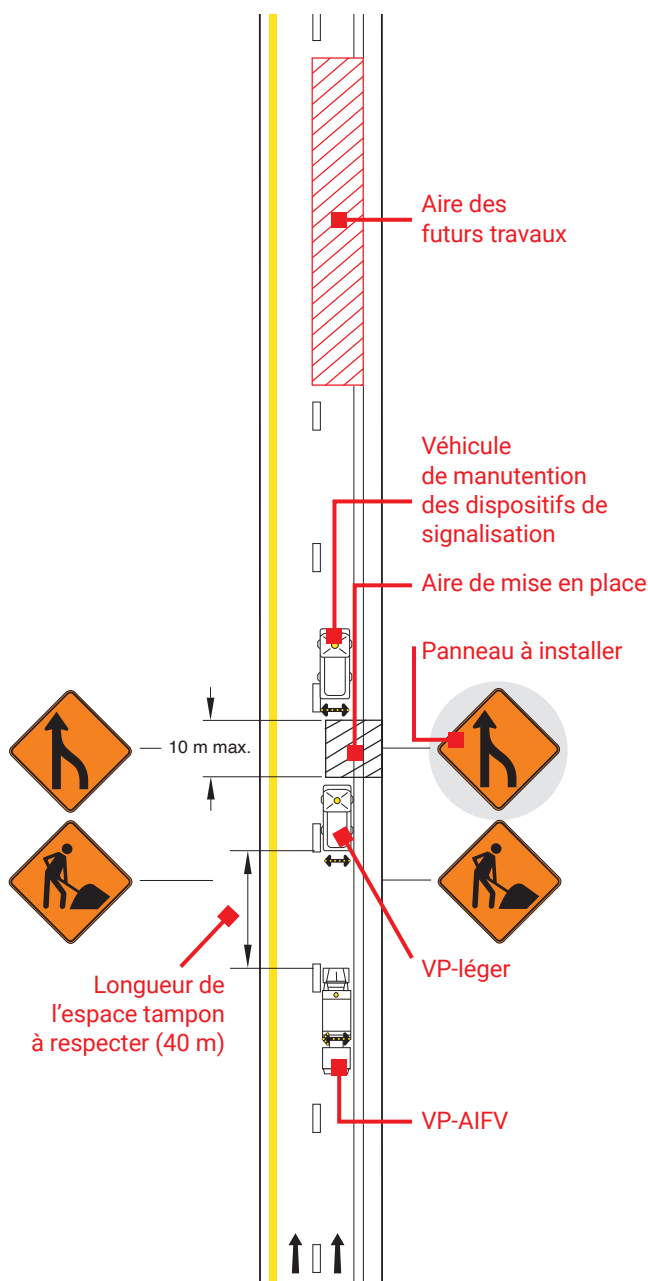 Aire des
futurs travaux
Véhicule
de manutention
des dispositifs de
signalisation
Aire de mise en place
Panneau à installer
10 m max.
VP-léger
Longueur de
l’espace tampon
à respecter (40 m)
VP-AIFV